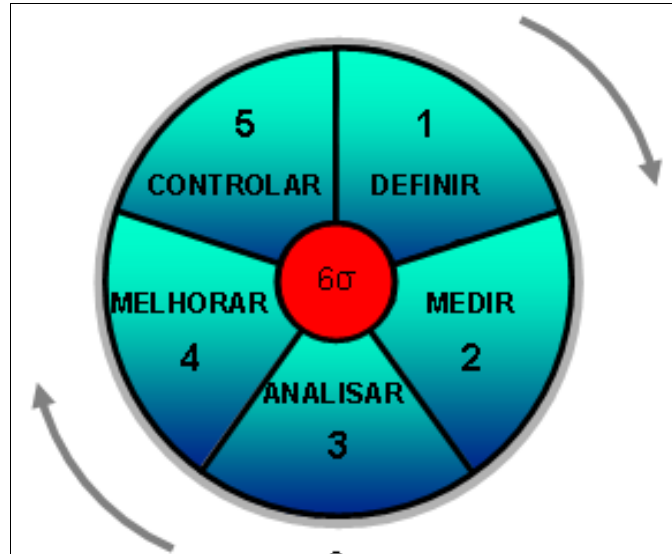 5
CONTROLAR
1
DEFINIR
6σ
MELHORAR
4
MEDIR
2
ANALISAR
3